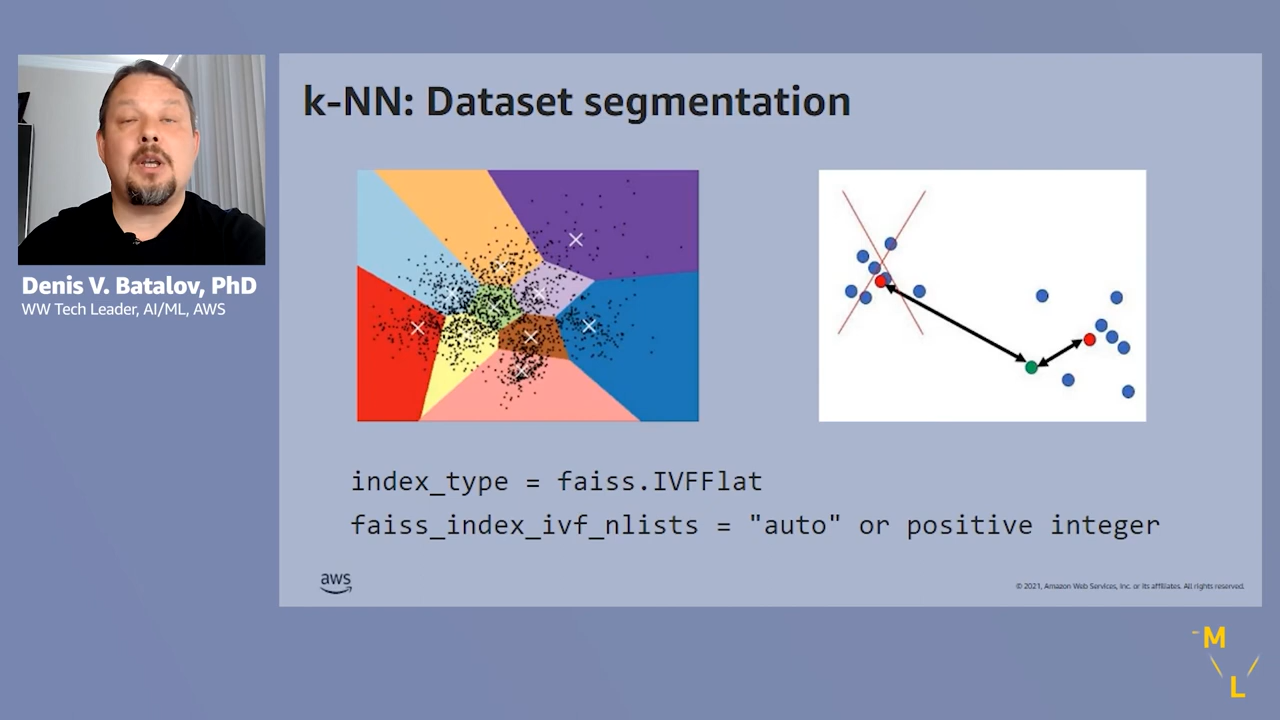 k-NN: Dataset segmentation
Denis V. Batalov, PhD
WW Tech Leader, AI/ML, AWS
index_type = faiss.IVFFlat
faiss_index_ivf_nlists = "auto" or positive integer
aws
© 2021, Amazon Web Services, Inc. or its affiliates. All rights reserved.
M
L